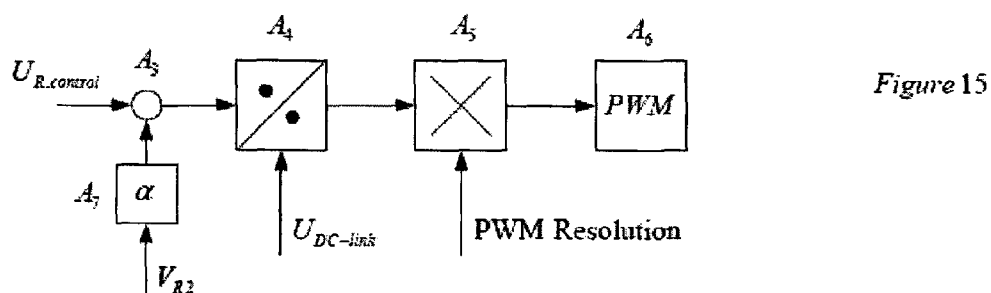 A₄
A₅
A₆
A₃
U_R.control
Figure 15
PWM
A₇
α
U_DC-link
PWM Resolution
V_R2